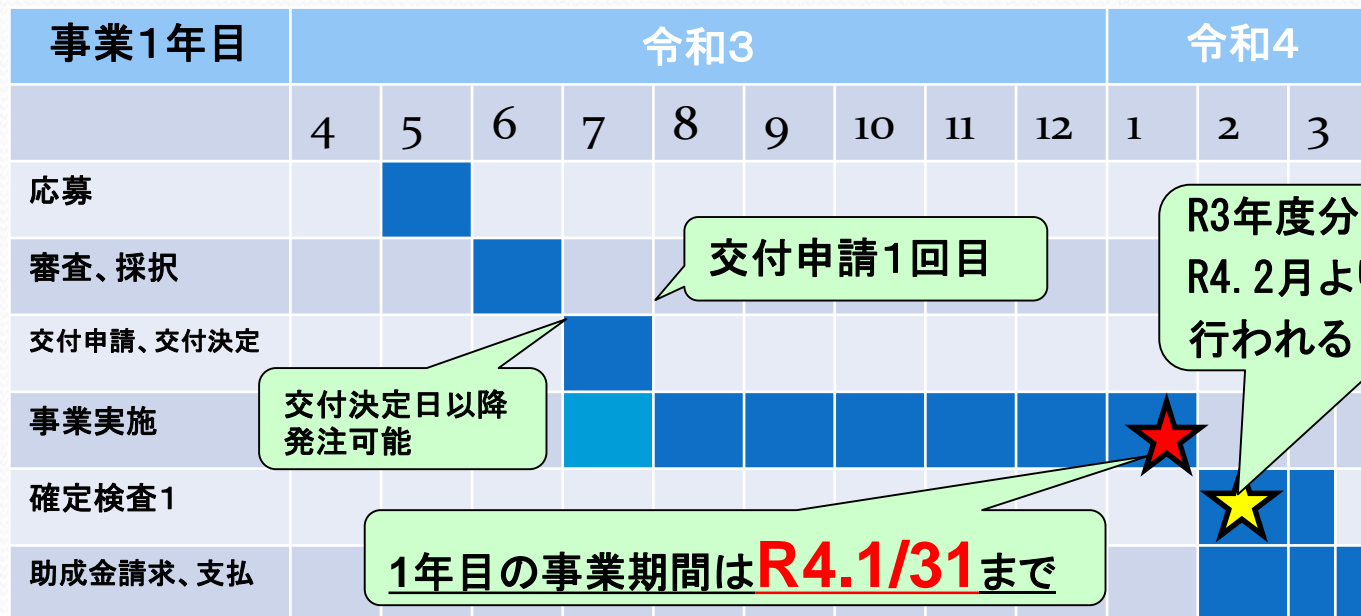 事業1年目 令和3 令和4
4 5 6 7 8 9 10 11 12 1 2 3
応募
審査、採択
交付申請、交付決定
事業実施
確定検査1
助成金請求、支払
交付申請1回目
R3年度分
R4.2月より
行われる
交付決定日以降
発注可能
1年目の事業期間はR4.1/31まで